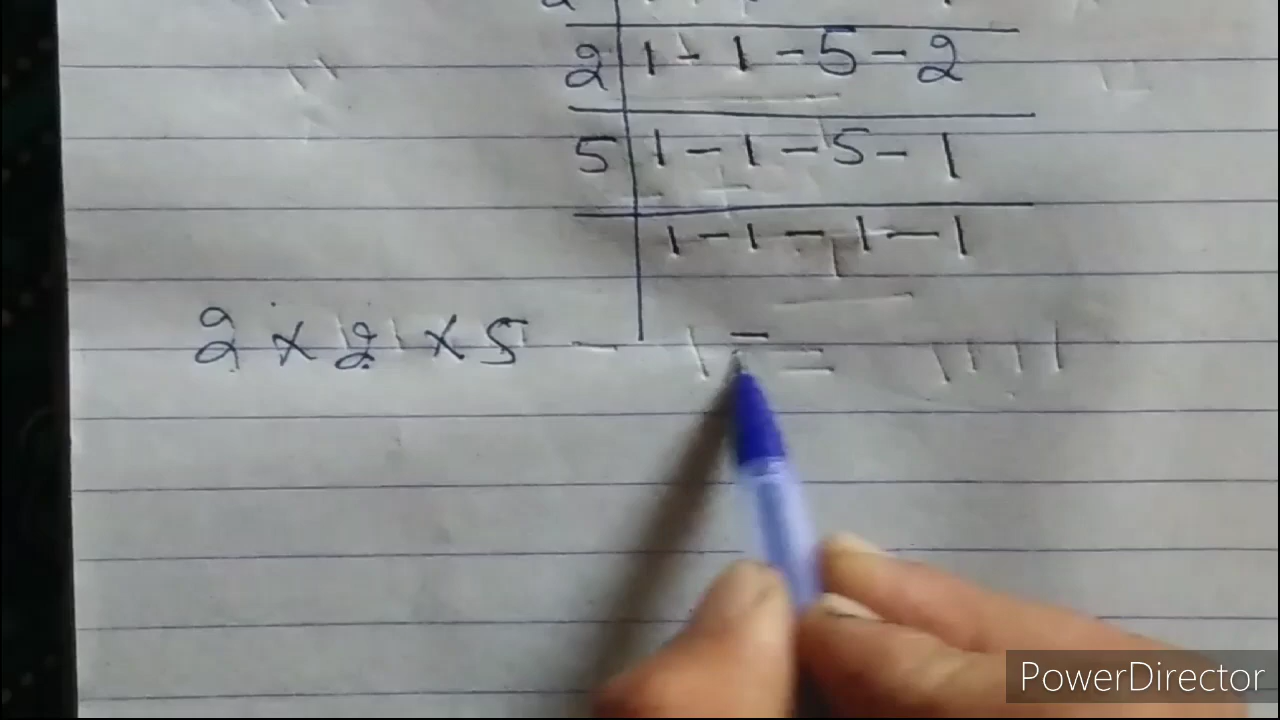 2 1 - 1 - 5 - 2
5 1 - 1 - 5 - 1
1 - 1 - 1 - 1
2 × 2 × 5 =
PowerDirector